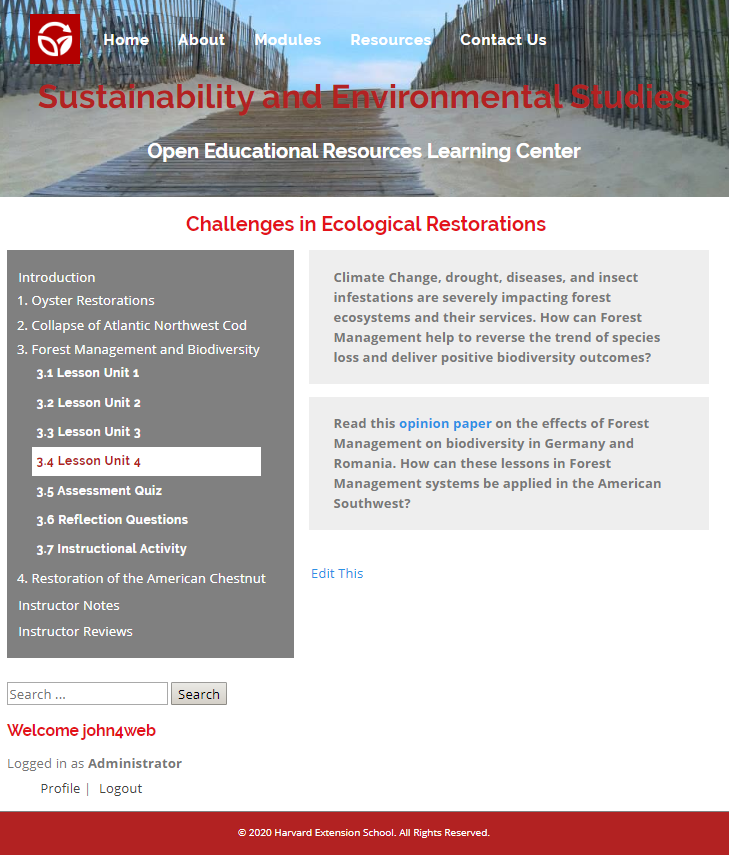 Home About Modules Resources Contact Us
Sustainability and Environmental Studies
Open Educational Resources Learning Center
Challenges in Ecological Restorations
Introduction
1. Oyster Restorations
2. Collapse of Atlantic Northwest Cod
3. Forest Management and Biodiversity
3.1 Lesson Unit 1
3.2 Lesson Unit 2
3.3 Lesson Unit 3
3.4 Lesson Unit 4
3.5 Assessment Quiz
3.6 Reflection Questions
3.7 Instructional Activity
4. Restoration of the American Chestnut
Instructor Notes
Instructor Reviews
Climate Change, drought, diseases, and insect
infestations are severely impacting forest
ecosystems and their services. How can Forest
Management help to reverse the trend of species
loss and deliver positive biodiversity outcomes?
Read this opinion paper on the effects of Forest
Management on biodiversity in Germany and
Romania. How can these lessons in Forest
Management systems be applied in the American
Southwest?
Edit This
Search ... Search
Welcome john4web
Logged in as Administrator
Profile | Logout
© 2020 Harvard Extension School. All Rights Reserved.